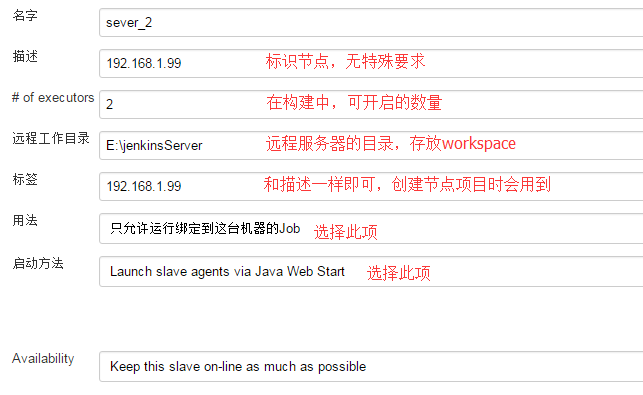 名字 sever_2
描述 192.168.1.99 标识节点，无特殊要求
# of executors 2 在构建中，可开启的数量
远程工作目录 E:\jenkinsServer 远程服务器的目录，存放workspace
标签 192.168.1.99 和描述一样即可，创建节点项目时会用到
用法 只允许运行绑定到这台机器的Job 选择此项
启动方法 Launch slave agents via Java Web Start 选择此项
Availability Keep this slave on-line as much as possible